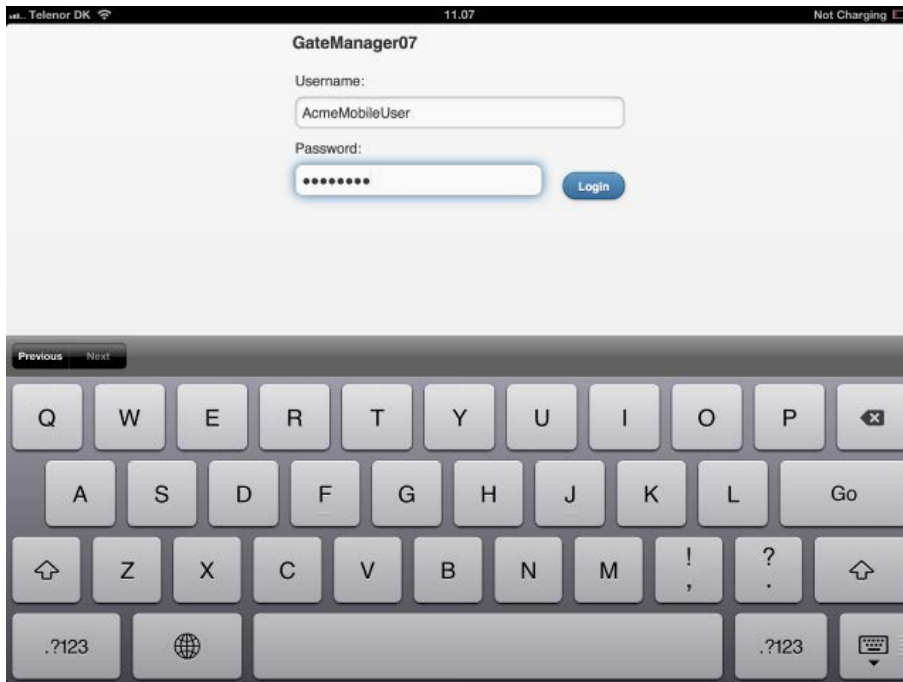 Telenor DK 11.07 Not Charging
GateManager07
Username:
AcmeMobileUser
Password:
••••••••
Login
Previous Next
Q W E R T Y U I O P
A S D F G H J K L Go
Z X C V B N M ! , ? .
.?123 .?123